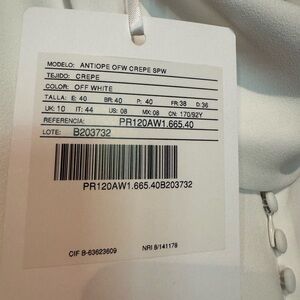 MODELO: ANTIOPE OFW CREPE SPW
TEJIDO: CREPE
COLOR: OFF WHITE
TALLA: E: 40 BR: 40 P: 40 FR: 38 D: 36
UK: 10 IT: 44 US: 08 MX: 08 CN: 170/92Y
REFERENCIA: PR120AW1.665.40
LOTE: B203732
PR120AW1.665.40B203732
CIF B-63623609 NRI 8/141178